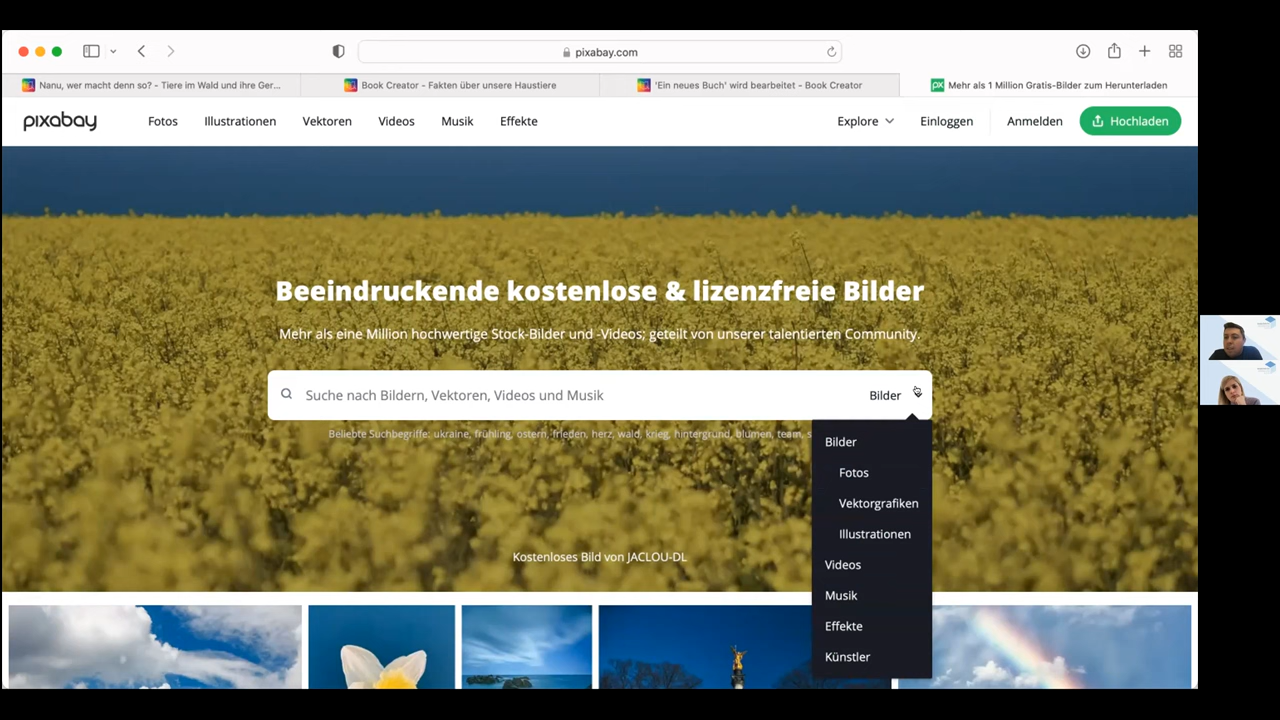 pixabay.com
Nanu, wer macht denn so? - Tiere im Wald und ihre Ger...
Book Creator - Fakten über unsere Haustiere
'Ein neues Buch' wird bearbeitet - Book Creator
Mehr als 1 Million Gratis-Bilder zum Herunterladen
pixabay
Fotos
Illustrationen
Vektoren
Videos
Musik
Effekte
Explore
Einloggen
Anmelden
Hochladen
Beeindruckende kostenlose & lizenzfreie Bilder
Mehr als eine Million hochwertige Stock-Bilder und -Videos; geteilt von unserer talentierten Community.
Suche nach Bildern, Vektoren, Videos und Musik
Bilder
Beliebte Suchbegriffe: ukraine, frühling, ostern, frieden, herz, wald, krieg, hintergrund, blumen, team, s
Bilder
Fotos
Vektorgrafiken
Illustrationen
Videos
Musik
Effekte
Künstler
Kostenloses Bild von JACLOU-DL